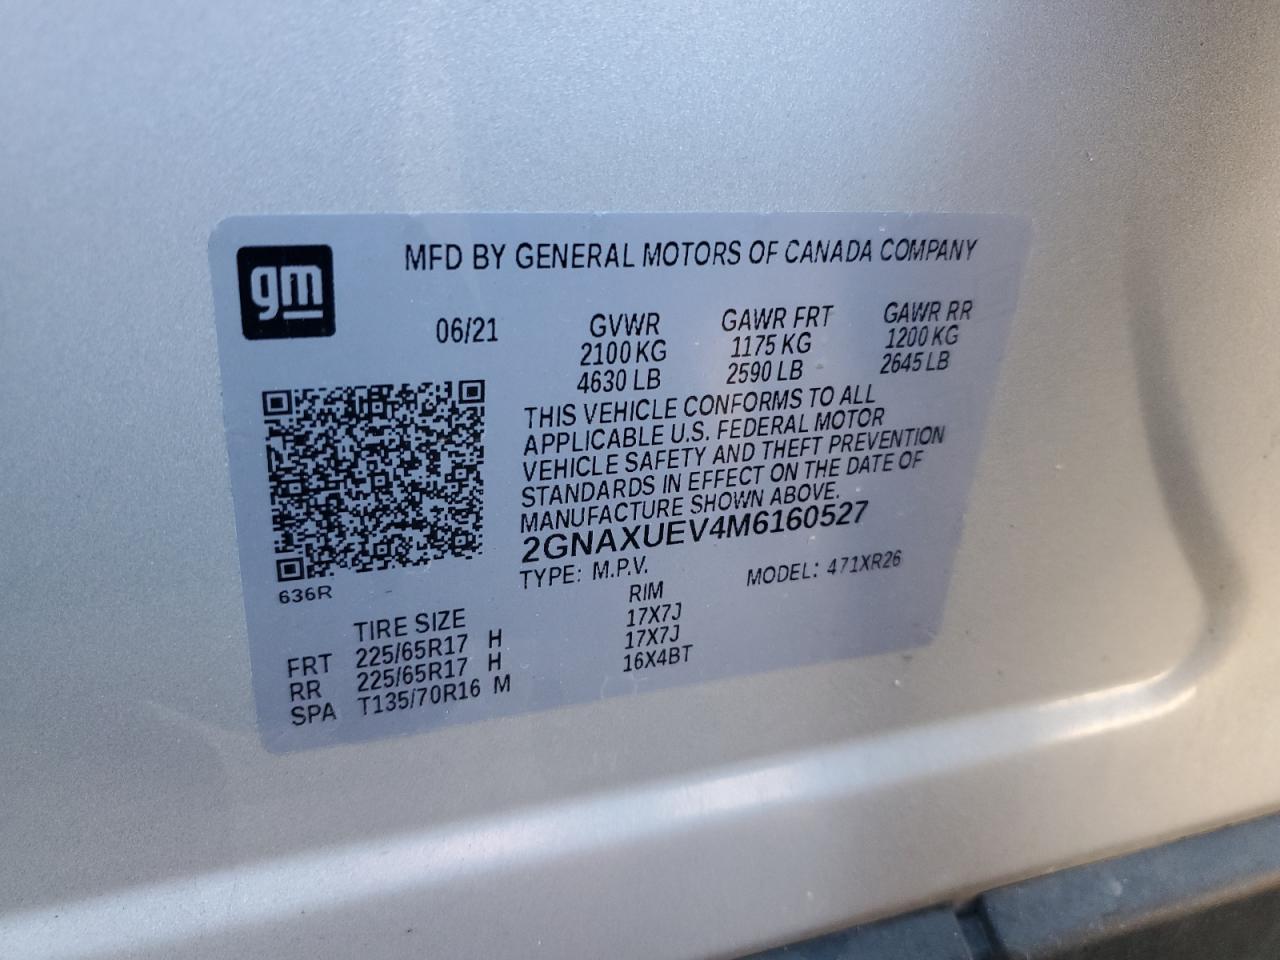 gm
MFD BY GENERAL MOTORS OF CANADA COMPANY
06/21 GVWR GAWR FRT GAWR RR
2100 KG 1175 KG 1200 KG
4630 LB 2590 LB 2645 LB
THIS VEHICLE CONFORMS TO ALL
APPLICABLE U.S. FEDERAL MOTOR
VEHICLE SAFETY AND THEFT PREVENTION
STANDARDS IN EFFECT ON THE DATE OF
MANUFACTURE SHOWN ABOVE.
2GNAXUEV4M6160527
TYPE: M.P.V. MODEL: 471XR26
636R
TIRE SIZE RIM
FRT 225/65R17 H 17X7J
RR 225/65R17 H 17X7J
SPA T135/70R16 M 16X4BT